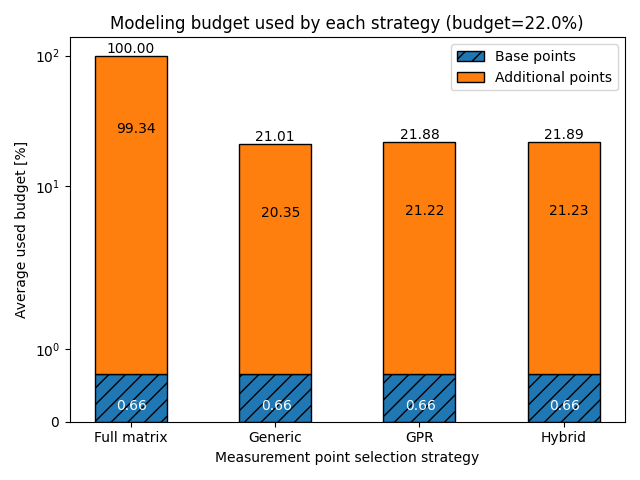 Modeling budget used by each strategy (budget=22.0%)
Base points
Additional points
Average used budget [%]
10²
10¹
10⁰
0
100.00
99.34
0.66
21.01
20.35
0.66
21.88
21.22
0.66
21.89
21.23
0.66
Full matrix
Generic
GPR
Hybrid
Measurement point selection strategy